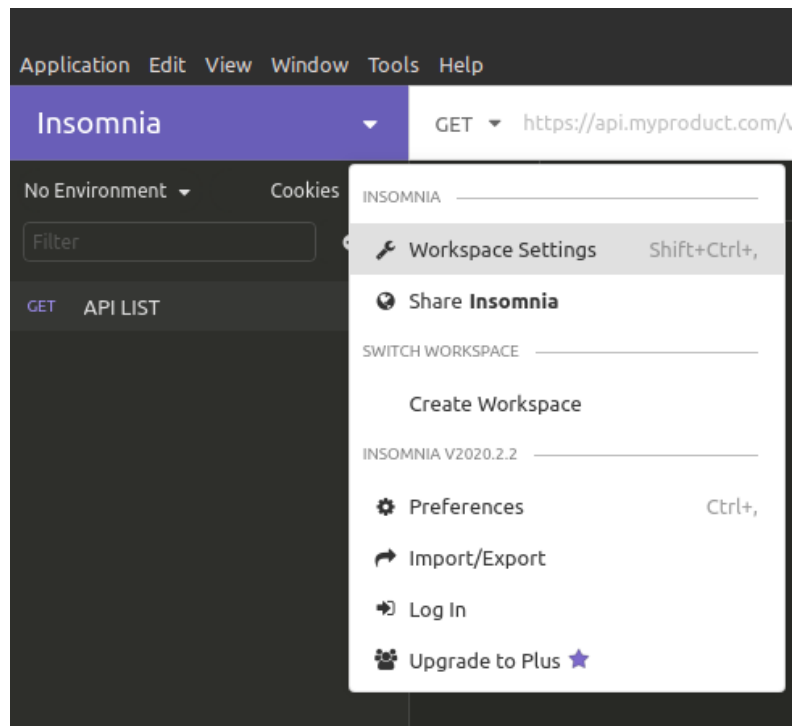 Application Edit View Window Tools Help
Insomnia
GET https://api.myproduct.com/v
No Environment Cookies
Filter
GET API LIST
INSOMNIA
Workspace Settings Shift+Ctrl+,
Share Insomnia
SWITCH WORKSPACE
Create Workspace
INSOMNIA V2020.2.2
Preferences Ctrl+,
Import/Export
Log In
Upgrade to Plus